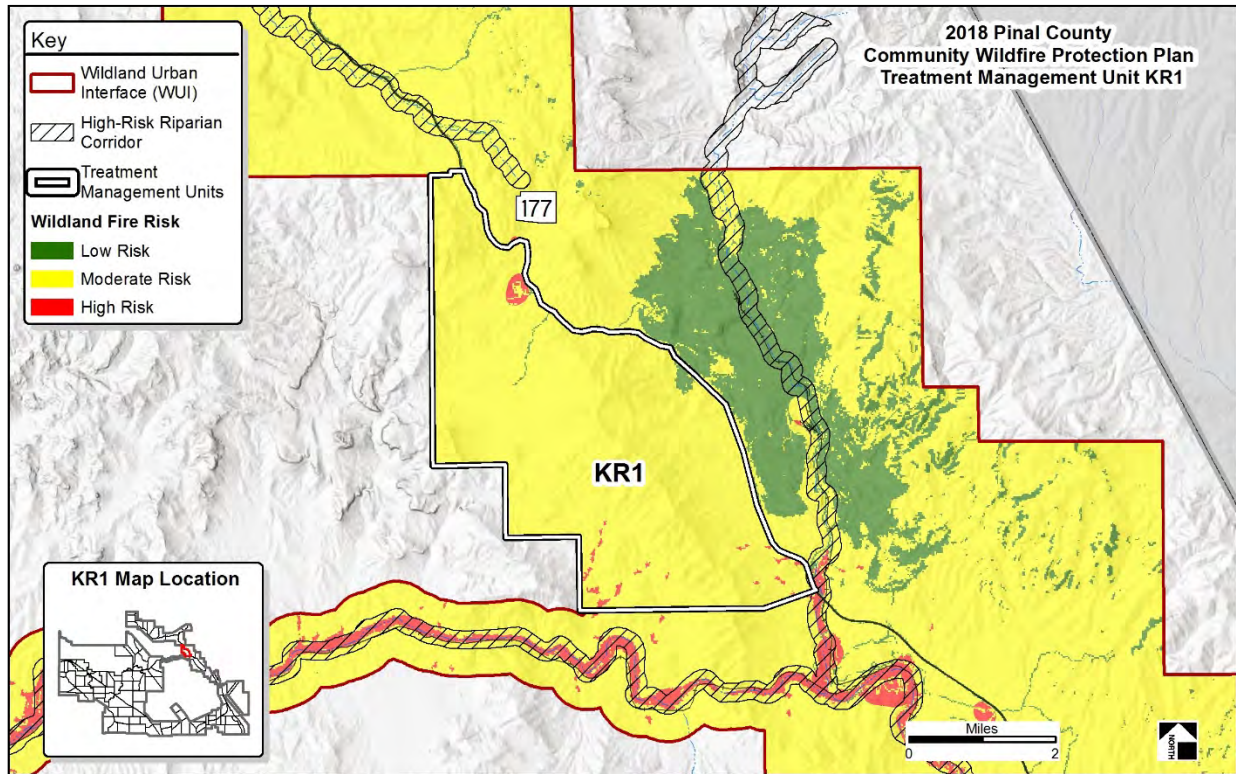 Key
Wildland Urban
Interface (WUI)
High-Risk Riparian
Corridor
Treatment
Management Units
Wildland Fire Risk
Low Risk
Moderate Risk
High Risk
2018 Pinal County
Community Wildfire Protection Plan
Treatment Management Unit KR1
177
KR1
KR1 Map Location
Miles
0
2
NORTH